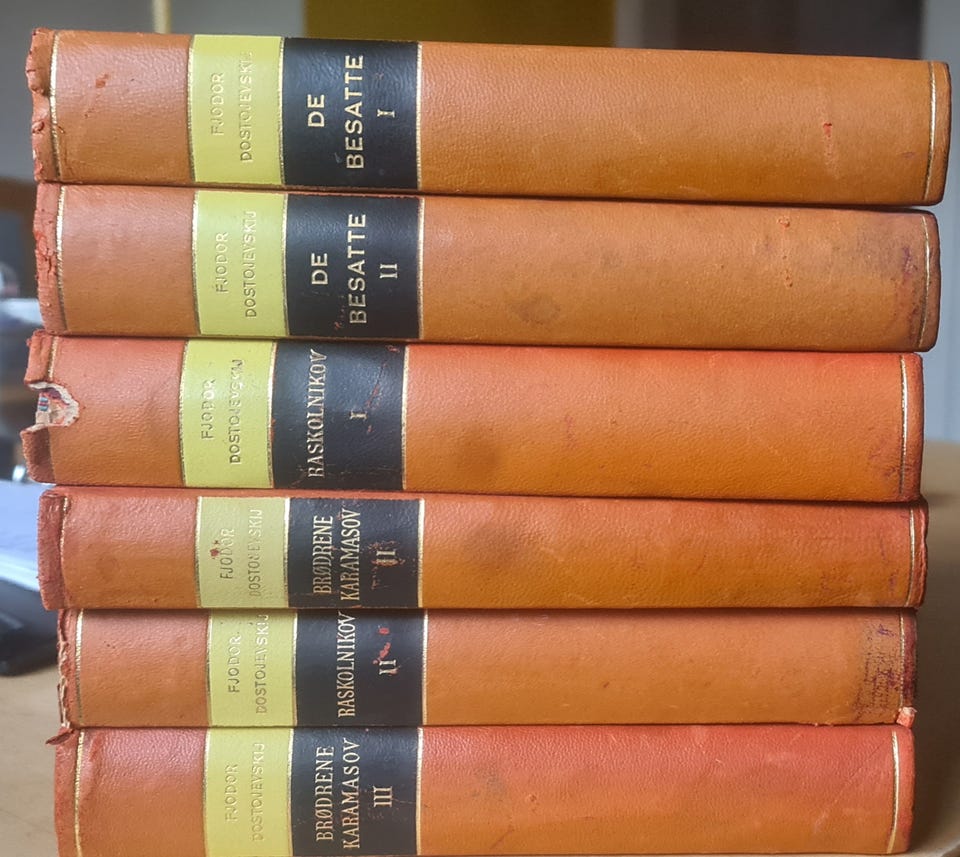 FJODOR
DOSTOJEVSKIJ
DE
BESATTE
I
FJODOR
DOSTOJEVSKIJ
DE
BESATTE
II
FJODOR
DOSTOJEVSKIJ
RASKOLNIKOV
I
FJODOR
DOSTOJEVSKIJ
BRØDRENE
KARAMASOV
II
FJODOR
DOSTOJEVSKIJ
RASKOLNIKOV
II
FJODOR
DOSTOJEVSKIJ
BRØDRENE
KARAMASOV
III